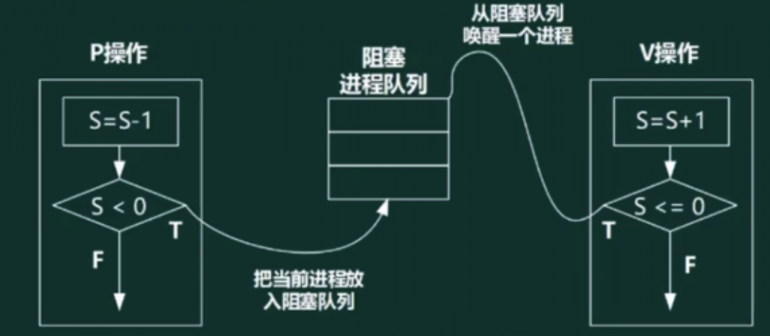 从阻塞队列
唤醒一个进程
P操作
阻塞
进程队列
V操作
S=S-1
S=S+1
S < 0
S <= 0
T
T
F
F
把当前进程放
入阻塞队列